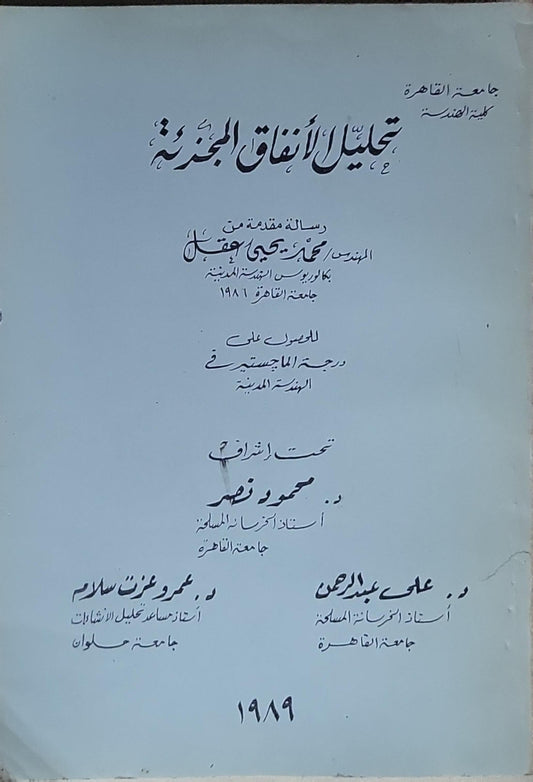 جامعة القاهرة
كلية الهندسة
تحليل الأنفاق المجزئة
رسالة مقدمة من
المهندس/ محمد يحيى عقل
بكالوريوس الهندسة المدنية
جامعة القاهرة ١٩٨٦
للحصول على
درجة الماجستير في
الهندسة المدنية
تحت إشراف
د. محمود نصر
أستاذ الخرسانة المسلحة
جامعة القاهرة
د. على عبد الرحمن
أستاذ الخرسانة المسلحة
جامعة القاهرة
د. عمرو عزت سلام
أستاذ مساعد تحليل الانشاءات
جامعة حلوان
١٩٨٩